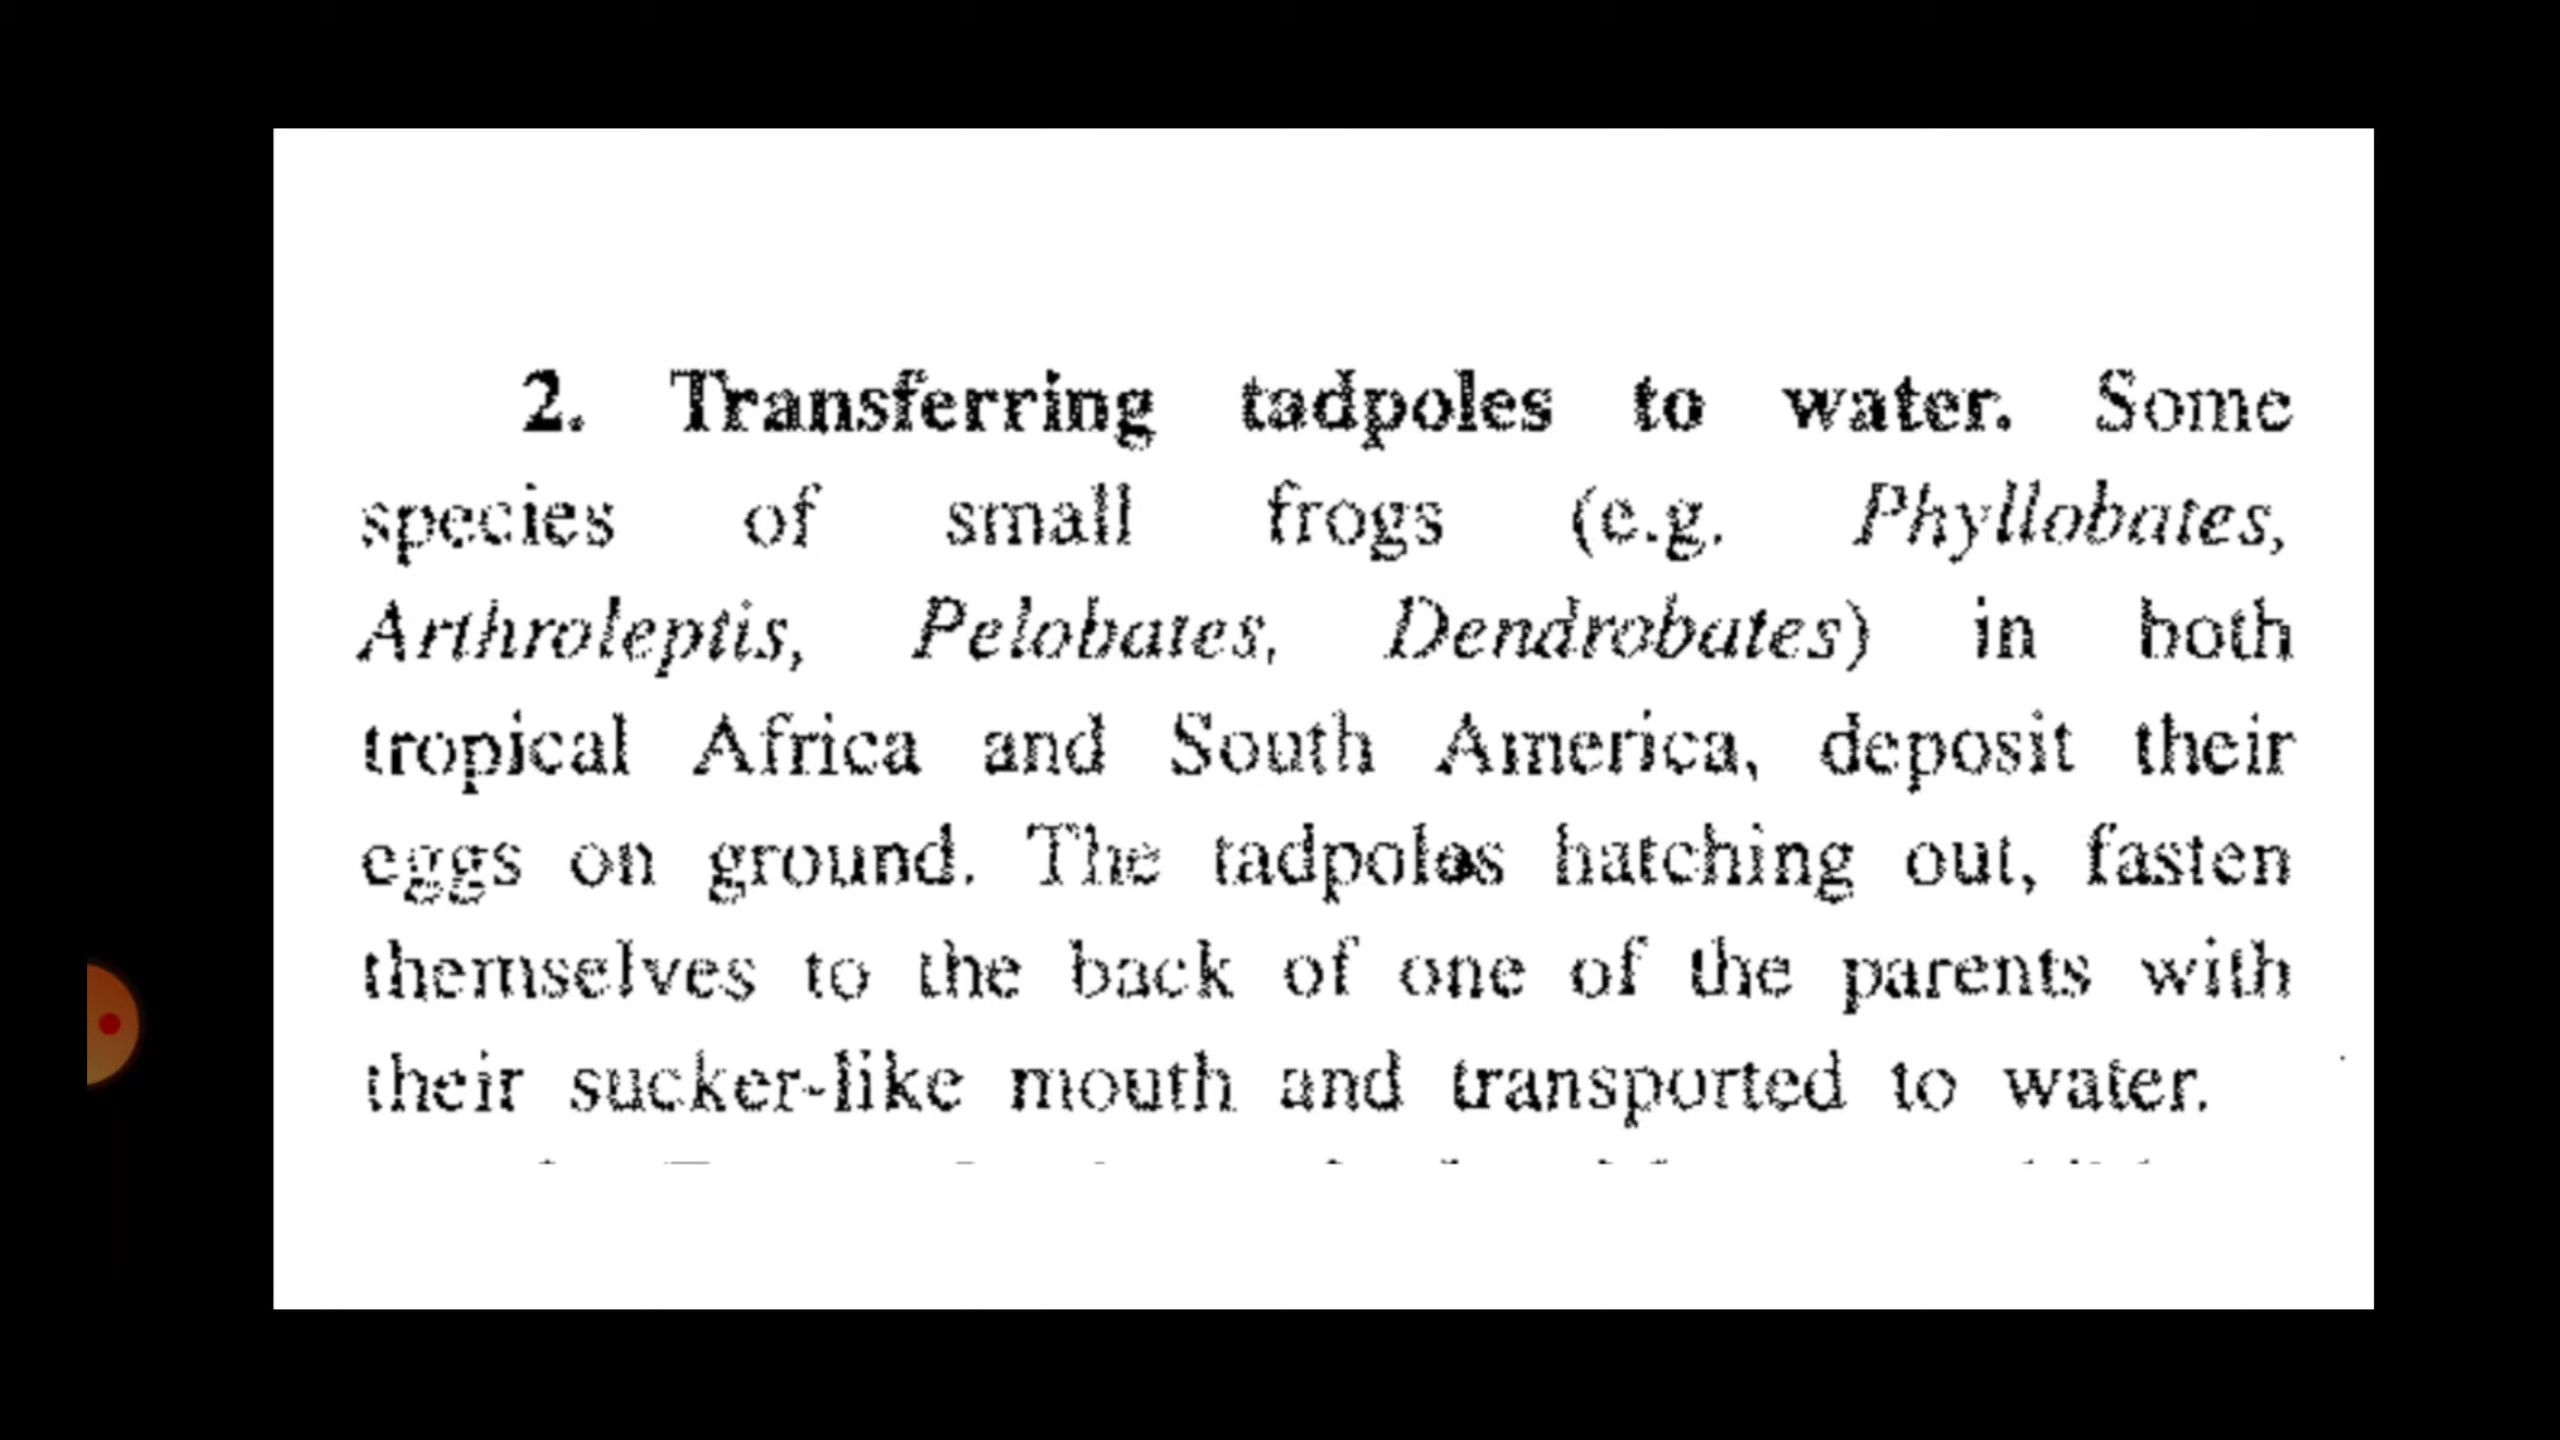 2. Transferring tadpoles to water. Some
species of small frogs (e.g. Phyllobates,
Arthroleptis, Pelobates, Dendrobates) in both
tropical Africa and South America, deposit their
eggs on ground. The tadpoles hatching out, fasten
themselves to the back of one of the parents with
their sucker-like mouth and transported to water.